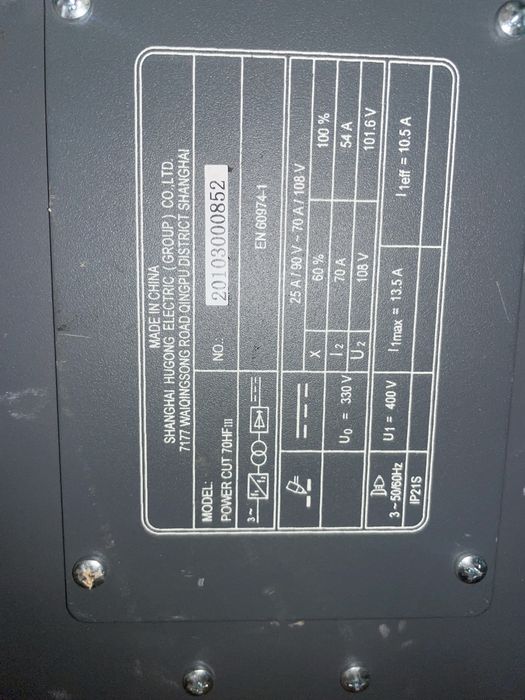 MADE IN CHINA
SHANGHAI HUGONG ELECTRIC (GROUP) CO.,LTD.
7177 WAIQINGSONG ROAD QINGPU DISTRICT SHANGHAI
MODEL:
POWER CUT 70HFIII
NO. 20103000852
3~
EN 60974-1
25 A / 90 V ~ 70 A / 108 V
X 60 % 100 %
U0 = 330 V
I2 70 A 54 A
U2 108 V 101.6 V
3 ~ 50/60Hz
U1 = 400 V
I1max = 13.5 A
I1eff = 10.5 A
IP21S